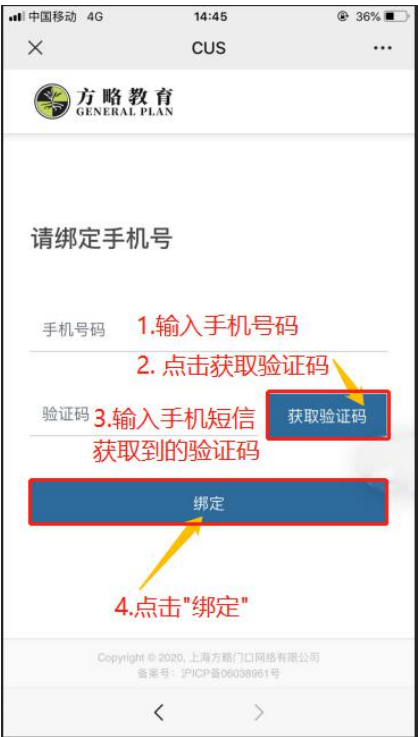 中国移动 4G 14:45 36%
CUS
方略教育
GENERAL PLAN
请绑定手机号
手机号码 1.输入手机号码
2. 点击获取验证码
验证码 3.输入手机短信 获取验证码
获取到的验证码
绑定
4.点击"绑定"
Copyright © 2020, 上海方略门口网络有限公司
备案号：沪ICP备06038961号